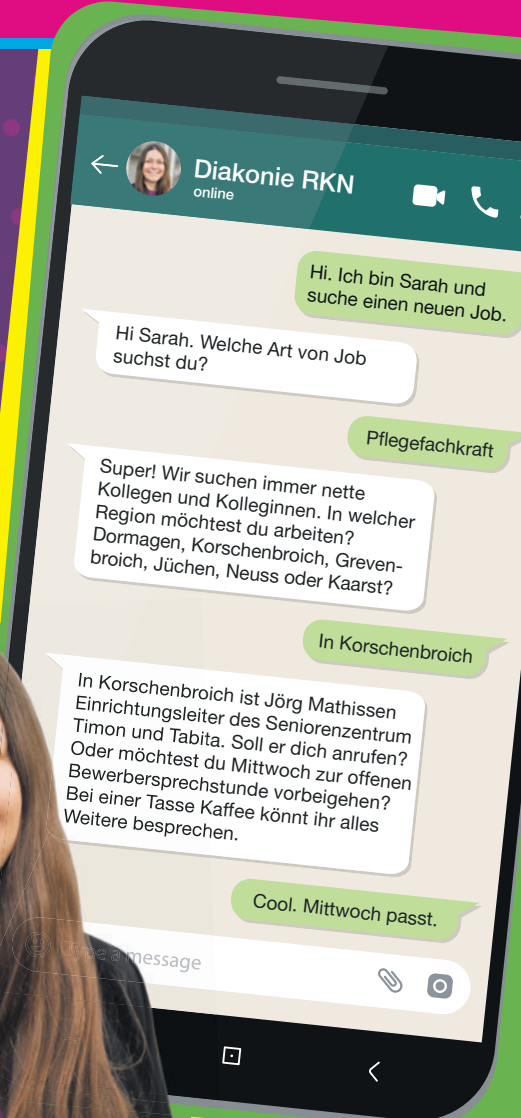 Diakonie RKN
online
Hi. Ich bin Sarah und
suche einen neuen Job.
Hi Sarah. Welche Art von Job
suchst du?
Pflegefachkraft
Super! Wir suchen immer nette
Kollegen und Kolleginnen. In welcher
Region möchtest du arbeiten?
Dormagen, Korschenbroich, Greven-
broich, Jüchen, Neuss oder Kaarst?
In Korschenbroich
In Korschenbroich ist Jörg Mathissen
Einrichtungsleiter des Seniorenzentrum
Timon und Tabita. Soll er dich anrufen?
Oder möchtest du Mittwoch zur offenen
Bewerbersprechstunde vorbeigehen?
Bei einer Tasse Kaffee könnt ihr alles
Weitere besprechen.
Cool. Mittwoch passt.
Type a message